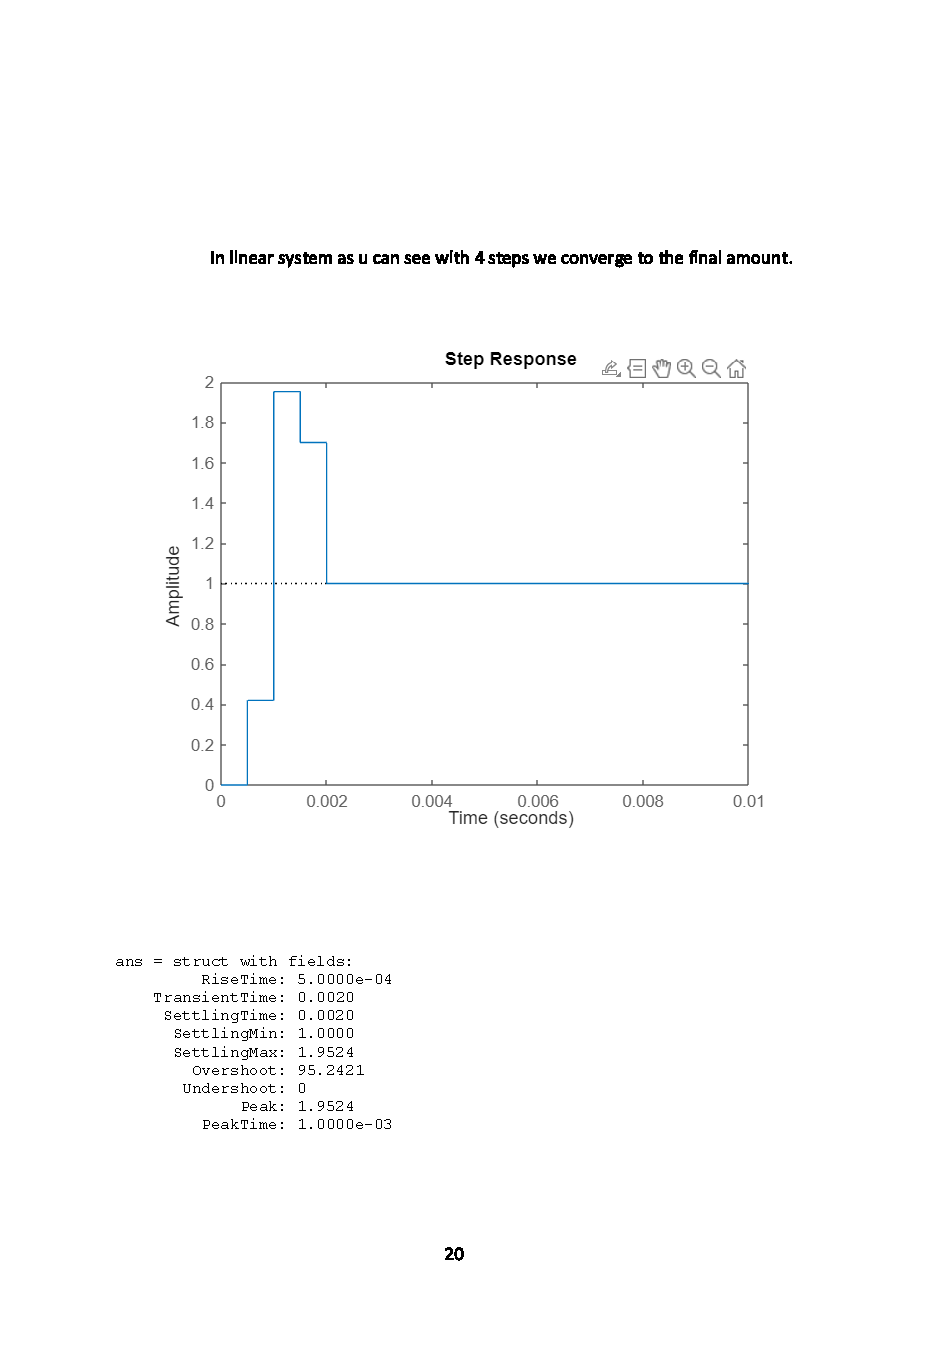 In linear system as u can see with 4 steps we converge to the final amount.
Step Response
2
1.8
1.6
1.4
1.2
1
0.8
0.6
0.4
0.2
0
Amplitude
0 0.002 0.004 0.006 0.008 0.01
Time (seconds)
ans = struct with fields:
RiseTime: 5.0000e-04
TransientTime: 0.0020
SettlingTime: 0.0020
SettlingMin: 1.0000
SettlingMax: 1.9524
Overshoot: 95.2421
Undershoot: 0
Peak: 1.9524
PeakTime: 1.0000e-03
20